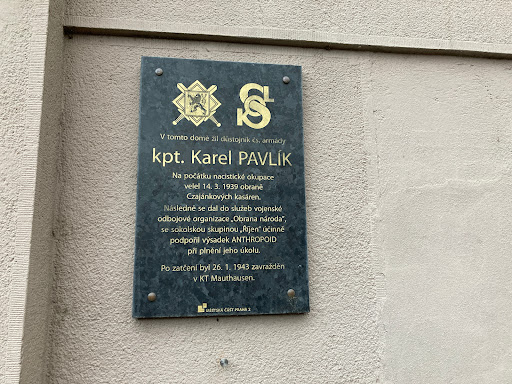 ČSL
V tomto domě žil důstojník čs. armády
kpt. Karel PAVLÍK
Na počátku nacistické okupace
velel 14. 3. 1939 obraně
Czajánkových kasáren.
Následně se dal do služeb vojenské
odbojové organizace „Obrana národa“,
se sokolskou skupinou „Říjen“ účinně
podpořil výsadek ANTHROPOID
při plnění jeho úkolu.
Po zatčení byl 26. 1. 1943 zavražděn
v KT Mauthausen.
MĚSTSKÁ ČÁST PRAHA 2